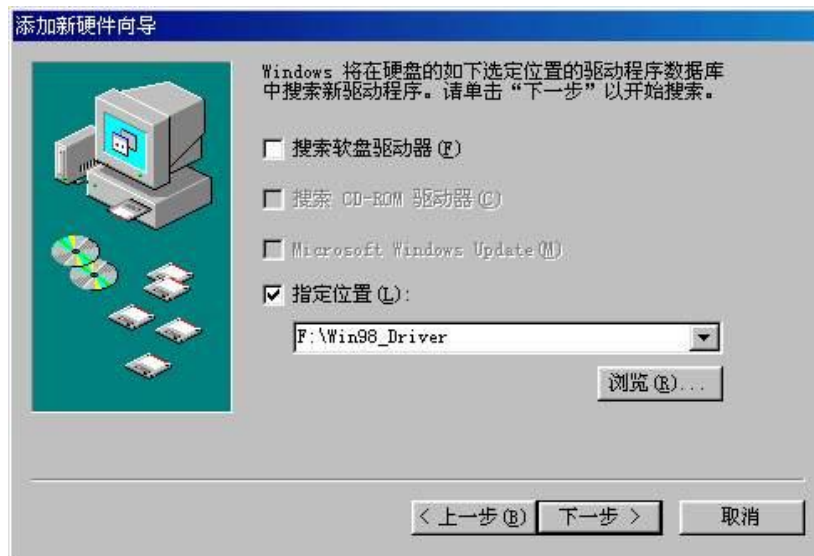 添加新硬件向导
Windows 将在硬盘的如下选定位置的驱动程序数据库
中搜索新驱动程序。请单击“下一步”以开始搜索。
搜索软盘驱动器(F)
搜索 CD-ROM 驱动器(C)
Microsoft Windows Update(M)
指定位置(L):
F:\Win98_Driver
浏览(R)...
< 上一步(B) 下一步 > 取消